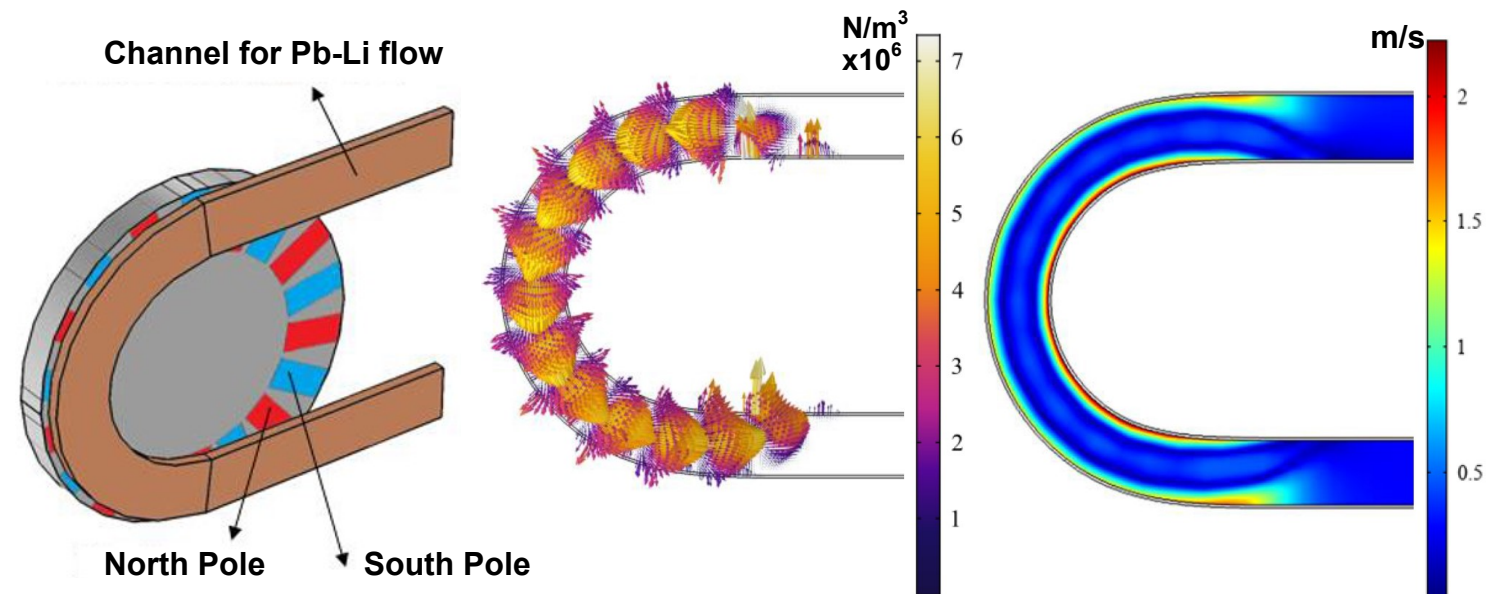 Channel for Pb-Li flow
North Pole
South Pole
N/m³
x10⁶
7
6
5
4
3
2
1
m/s
2
1.5
1
0.5